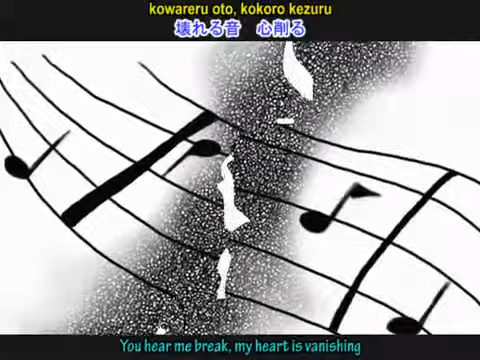 kowareru oto, kokoro kezuru
壊れる音　心削る
You hear me break, my heart is vanishing